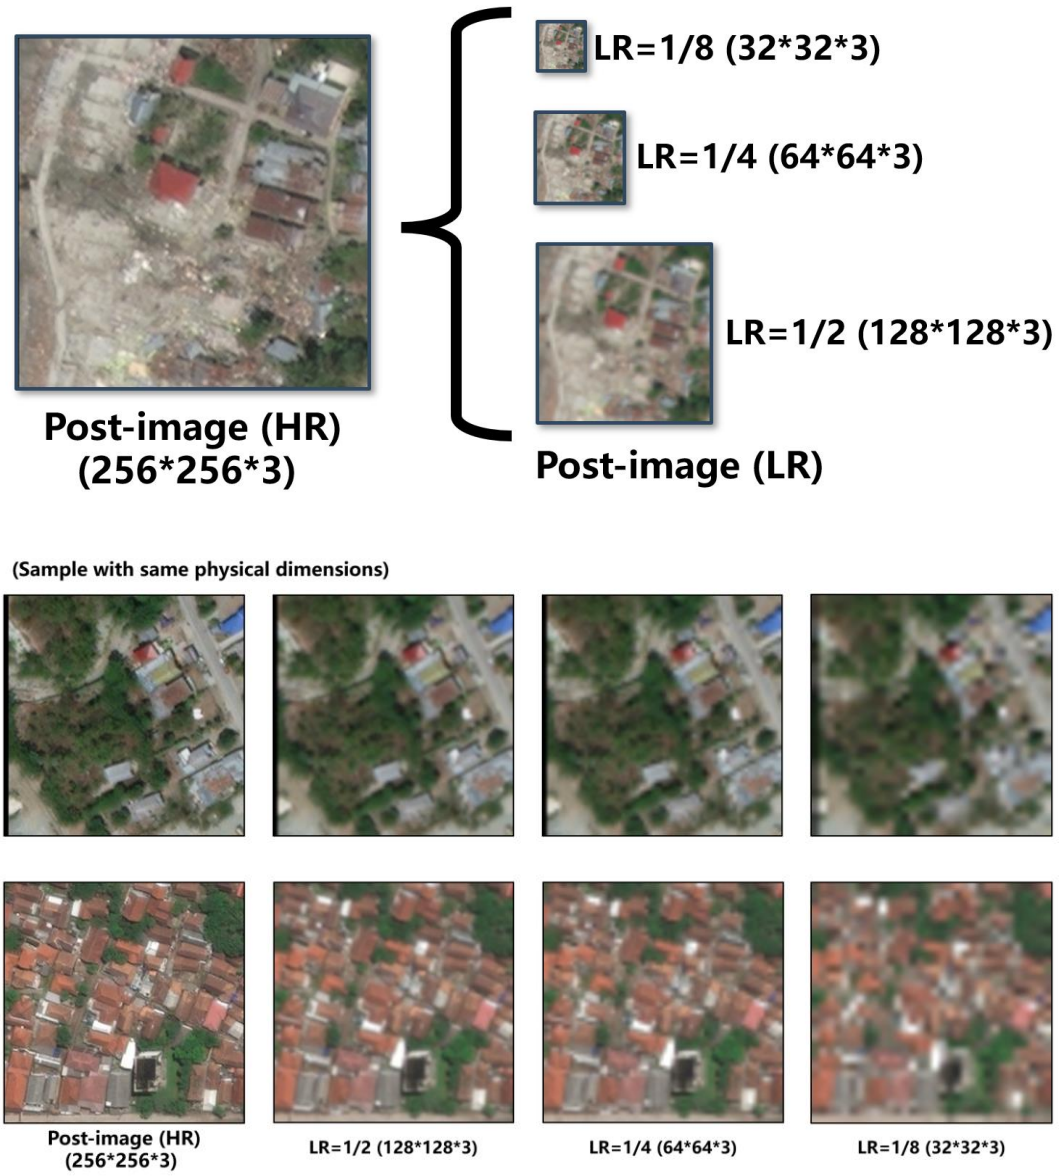 LR=1/8 (32*32*3)
LR=1/4 (64*64*3)
LR=1/2 (128*128*3)
Post-image (HR)
(256*256*3)
Post-image (LR)
(Sample with same physical dimensions)
Post-image (HR)
(256*256*3)
LR=1/2 (128*128*3)
LR=1/4 (64*64*3)
LR=1/8 (32*32*3)